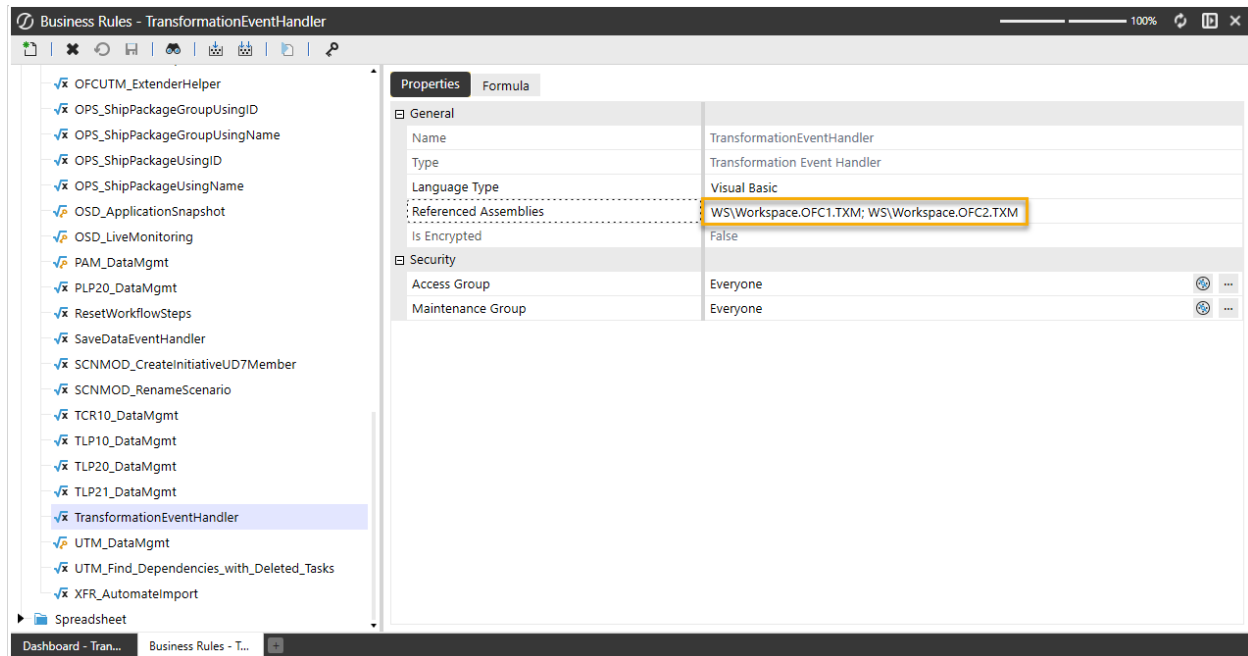 Business Rules - TransformationEventHandler
100%
OFCUTM_ExtenderHelper
OPS_ShipPackageGroupUsingID
OPS_ShipPackageGroupUsingName
OPS_ShipPackageUsingID
OPS_ShipPackageUsingName
OSD_ApplicationSnapshot
OSD_LiveMonitoring
PAM_DataMgmt
PLP20_DataMgmt
ResetWorkflowSteps
SaveDataEventHandler
SCNMOD_CreateInitiativeUD7Member
SCNMOD_RenameScenario
TCR10_DataMgmt
TLP10_DataMgmt
TLP20_DataMgmt
TLP21_DataMgmt
TransformationEventHandler
UTM_DataMgmt
UTM_Find_Dependencies_with_Deleted_Tasks
XFR_AutomateImport
Spreadsheet
Properties Formula
General
Name TransformationEventHandler
Type Transformation Event Handler
Language Type Visual Basic
Referenced Assemblies WS\Workspace.OFC1.TXM; WS\Workspace.OFC2.TXM
Is Encrypted False
Security
Access Group Everyone
Maintenance Group Everyone
Dashboard - Tran... Business Rules - T...